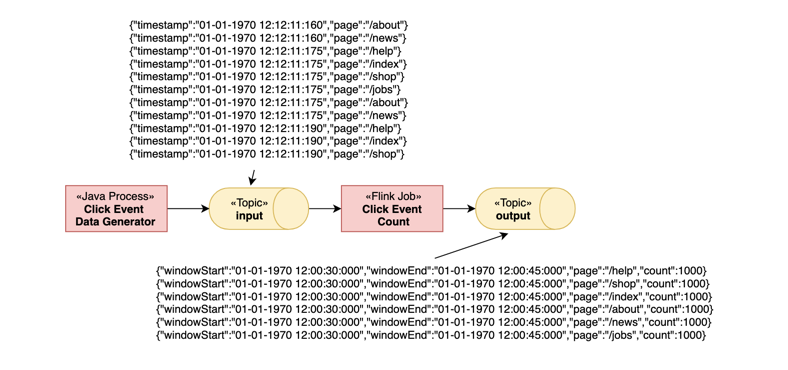 {"timestamp":"01-01-1970 12:12:11:160","page":"/about"}
{"timestamp":"01-01-1970 12:12:11:160","page":"/news"}
{"timestamp":"01-01-1970 12:12:11:175","page":"/help"}
{"timestamp":"01-01-1970 12:12:11:175","page":"/index"}
{"timestamp":"01-01-1970 12:12:11:175","page":"/shop"}
{"timestamp":"01-01-1970 12:12:11:175","page":"/jobs"}
{"timestamp":"01-01-1970 12:12:11:175","page":"/about"}
{"timestamp":"01-01-1970 12:12:11:175","page":"/news"}
{"timestamp":"01-01-1970 12:12:11:190","page":"/help"}
{"timestamp":"01-01-1970 12:12:11:190","page":"/index"}
{"timestamp":"01-01-1970 12:12:11:190","page":"/shop"}
«Java Process»
Click Event
Data Generator
«Topic»
input
«Flink Job»
Click Event
Count
«Topic»
output
{"windowStart":"01-01-1970 12:00:30:000","windowEnd":"01-01-1970 12:00:45:000","page":"/help","count":1000}
{"windowStart":"01-01-1970 12:00:30:000","windowEnd":"01-01-1970 12:00:45:000","page":"/shop","count":1000}
{"windowStart":"01-01-1970 12:00:30:000","windowEnd":"01-01-1970 12:00:45:000","page":"/index","count":1000}
{"windowStart":"01-01-1970 12:00:30:000","windowEnd":"01-01-1970 12:00:45:000","page":"/about","count":1000}
{"windowStart":"01-01-1970 12:00:30:000","windowEnd":"01-01-1970 12:00:45:000","page":"/news","count":1000}
{"windowStart":"01-01-1970 12:00:30:000","windowEnd":"01-01-1970 12:00:45:000","page":"/jobs","count":1000}